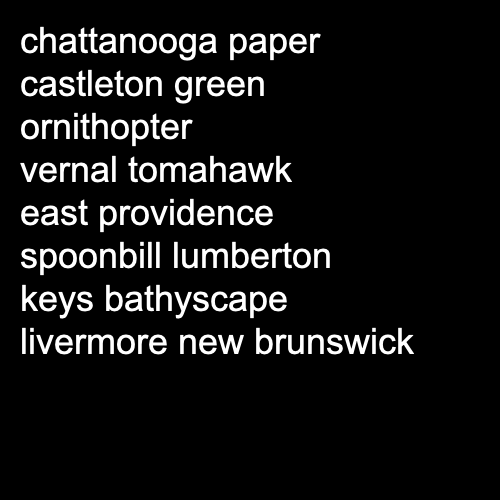 chattanooga paper
castleton green
ornithopter
vernal tomahawk
east providence
spoonbill lumberton
keys bathyscape
livermore new brunswick